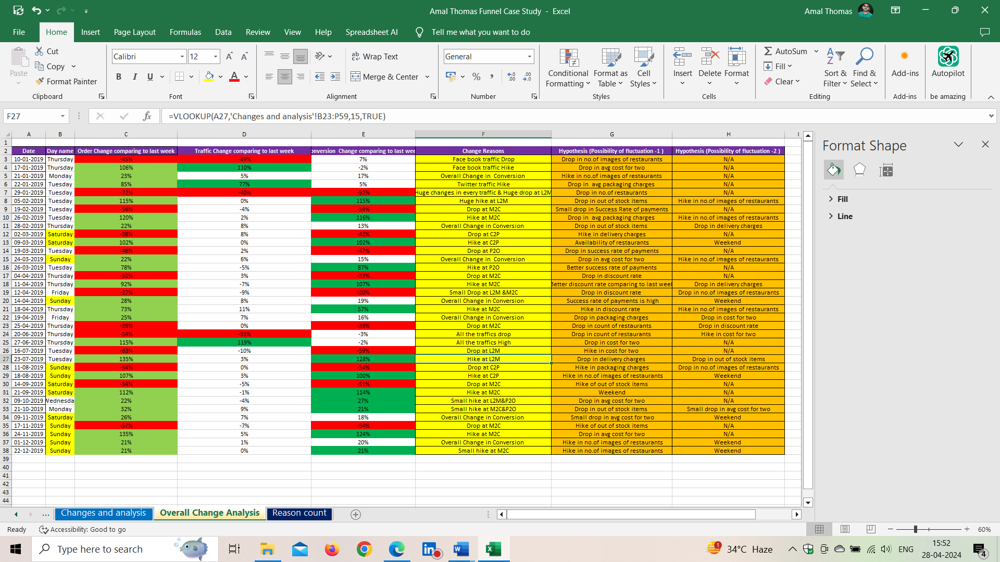 Amal Thomas Funnel Case Study - Excel
Amal Thomas
File Home Insert Page Layout Formulas Data Review View Help Spreadsheet AI Tell me what you want to do
Paste
Cut
Copy
Format Painter
Clipboard
Calibri 12
B I U
Font
Wrap Text
Merge & Center
Alignment
General
Number
Conditional Formatting
Format as Table
Cell Styles
Styles
Insert Delete Format
Cells
AutoSum
Fill
Clear
Sort & Filter
Find & Select
Editing
Add-ins
Add-ins
Autopilot
be amazing
F27 fx =VLOOKUP(A27,'Changes and analysis'!B23:P59,15,TRUE)
A B C D E F G H I
1
2 Date Day name Order Change comparing to last week Traffic Change comparing to last week onversion Change comparing to last wee Change Reasons Hypothesis (Possibility of fluctuation -1 ) Hypothesis (Possibility of fluctuation -2 )
3 10-01-2019 Thursday -45% -49% 7% Face book traffic Drop Drop in no.of images of restaurants N/A
4 17-01-2019 Thursday 106% 110% -2% Face book traffic Hike Drop in avg cost for two N/A
5 21-01-2019 Monday 23% 5% 17% Overall Change in Conversion Hike in no.of images of restaurants N/A
6 22-01-2019 Tuesday 85% 77% 5% Twitter traffic Hike Drop in avg packaging charges N/A
7 29-01-2019 Tuesday -72% -40% -52% Huge changes in every traffic & Huge drop at L2M Drop in no.of restaurants N/A
8 05-02-2019 Tuesday 115% 0% 115% Huge hike at L2M Drop in out of stock items Hike in no.of images of restaurants
9 19-02-2019 Tuesday -56% -4% -54% Drop at M2C Small drop in Success Rate of payments N/A
10 26-02-2019 Tuesday 120% 2% 116% Hike at M2C Drop in avg packaging charges Hike in no.of images of restaurants
11 28-02-2019 Thursday 22% 8% 13% Overall Change in Conversion Drop in out of stock items Drop in delivery charges
12 02-03-2019 Saturday -38% 8% -42% Drop at C2P Hike in delivery charges N/A
13 09-03-2019 Saturday 102% 0% 102% Hike at C2P Availability of restaurants Weekend
14 19-03-2019 Tuesday -46% 2% -47% Drop at P2O Drop in success rate of payments N/A
15 24-03-2019 Sunday 22% 6% 15% Overall Change in Conversion Drop in avg cost for two Hike in no.of images of restaurants
16 26-03-2019 Tuesday 78% -5% 87% Hike at P2O Better success rate of payments N/A
17 04-04-2019 Thursday -52% 3% -53% Drop at M2C Drop in discount rate N/A
18 11-04-2019 Thursday 92% -7% 107% Hike at M2C Better discount rate comparing to last week Drop in delivery charges
19 12-04-2019 Friday -27% -9% -20% Small Drop at L2M &M2C Drop in discount rate Drop in no.of images of restaurants
20 14-04-2019 Sunday 28% 8% 19% Overall Change in Conversion Success rate of payments is high Weekend
21 18-04-2019 Thursday 73% 11% 57% Hike at M2C Hike in discount rate Hike in no.of images of restaurants
22 19-04-2019 Friday 25% 7% 16% Overall Change in Conversion Drop in packaging charges Drop in cost for two
23 25-04-2019 Thursday -39% 0% -39% Drop at M2C Drop in count of restaurants Drop in discount rate
24 20-06-2019 Thursday -54% -53% -3% All the traffics drop Drop in count of restaurants Hike in cost for two
25 27-06-2019 Thursday 115% 119% -2% All the traffics High Drop in cost for two N/A
26 16-07-2019 Tuesday -63% -10% -59% Drop at L2M Hike in cost for two N/A
27 23-07-2019 Tuesday 135% 3% 128% Hike at L2M Drop in delivery charges Drop in out of stock items
28 11-08-2019 Sunday -54% 0% -54% Drop at C2P Hike in packaging charges Drop in no.of images of restaurants
29 18-08-2019 Sunday 107% 3% 100% Hike at C2P Hike in no.of images of restaurants Weekend
30 14-09-2019 Saturday -54% -5% -51% Drop at M2C Hike of out of stock items N/A
31 21-09-2019 Saturday 112% -1% 114% Hike at M2C Weekend N/A
32 09-10-2019 Wednesda 22% -4% 27% Small hike at L2M&P2O Drop in avg cost for two N/A
33 21-10-2019 Monday 32% 9% 21% Small hike at M2C&P2O Drop in out of stock items Small drop in avg cost for two
34 09-11-2019 Saturday 26% 7% 18% Overall Change in Conversion Small drop in avg cost for two Weekend
35 17-11-2019 Sunday -57% -7% -54% Drop at M2C Hike of out of stock items N/A
36 24-11-2019 Sunday 135% 5% 124% Hike at M2C Drop in avg cost for two N/A
37 01-12-2019 Sunday 21% 1% 20% Overall Change in Conversion Hike in no.of images of restaurants Weekend
38 22-12-2019 Sunday 21% 0% 21% Small hike at M2C Hike in no.of images of restaurants Weekend
39
40
41
42
43
44
Format Shape
Fill
Line
... Changes and analysis Overall Change Analysis Reason count
Ready Accessibility: Good to go 60%
Type here to search
34°C Haze ENG
15:52
28-04-2024